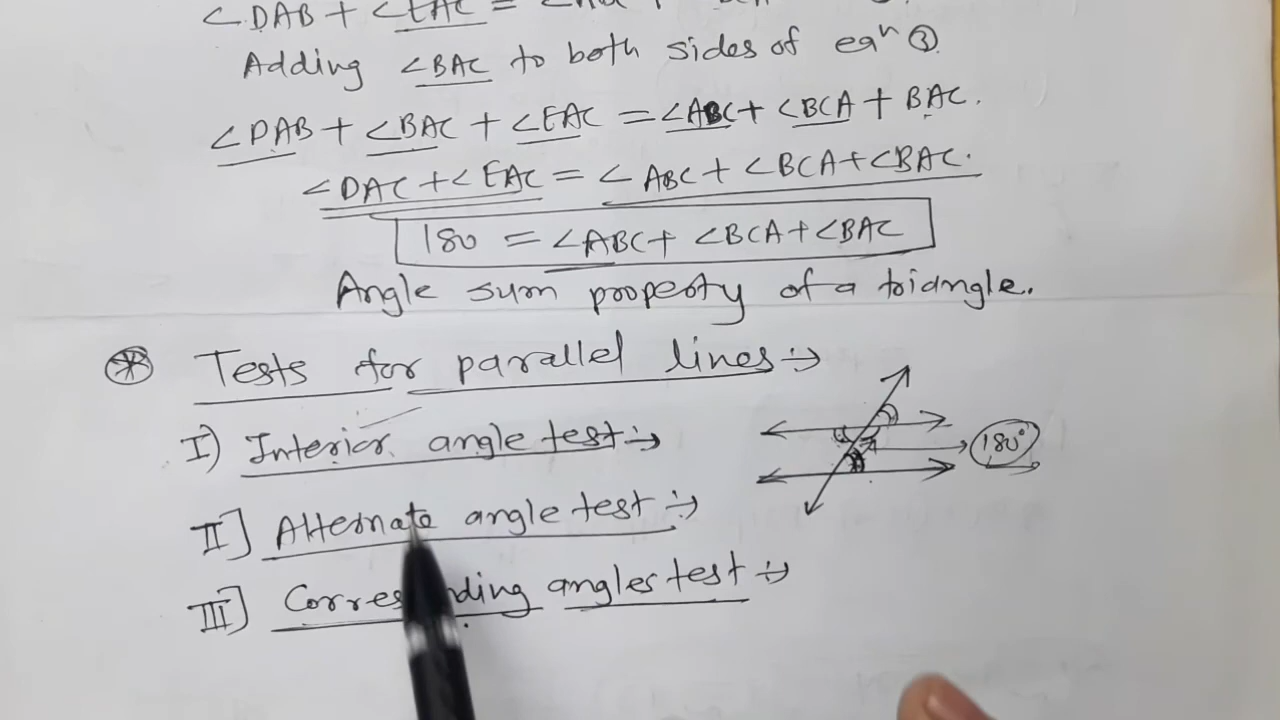 ∠DAB + ∠EAC =
Adding ∠BAC to both sides of eqⁿ ③
∠DAB + ∠BAC + ∠EAC = ∠ABC + ∠BCA + BAC.
∠DAC + ∠EAC = ∠ABC + ∠BCA + ∠BAC.
180 = ∠ABC + ∠BCA + ∠BAC
Angle sum property of a triangle.
* Tests for parallel lines :->
I) Interior angle test :->
180°
II] Alternate angle test :->
III] Corresponding angles test :->